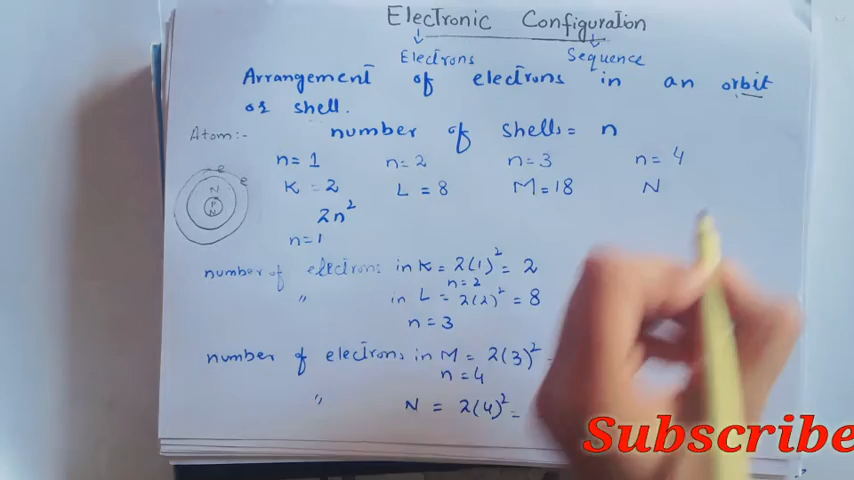 Electronic Configuration
Electrons Sequence
Arrangement of electrons in an orbit
or shell.
Atom:- number of shells = n
n=1 n=2 n=3 n=4
K = 2 L = 8 M=18 N
e
e
N
P
N
2n²
n=1
number of electrons in K = 2(1)² = 2
n=2
" in L = 2(2)² = 8
n = 3
number of electrons in M = 2(3)² =
n=4
" N = 2(4)² =
Subscribe